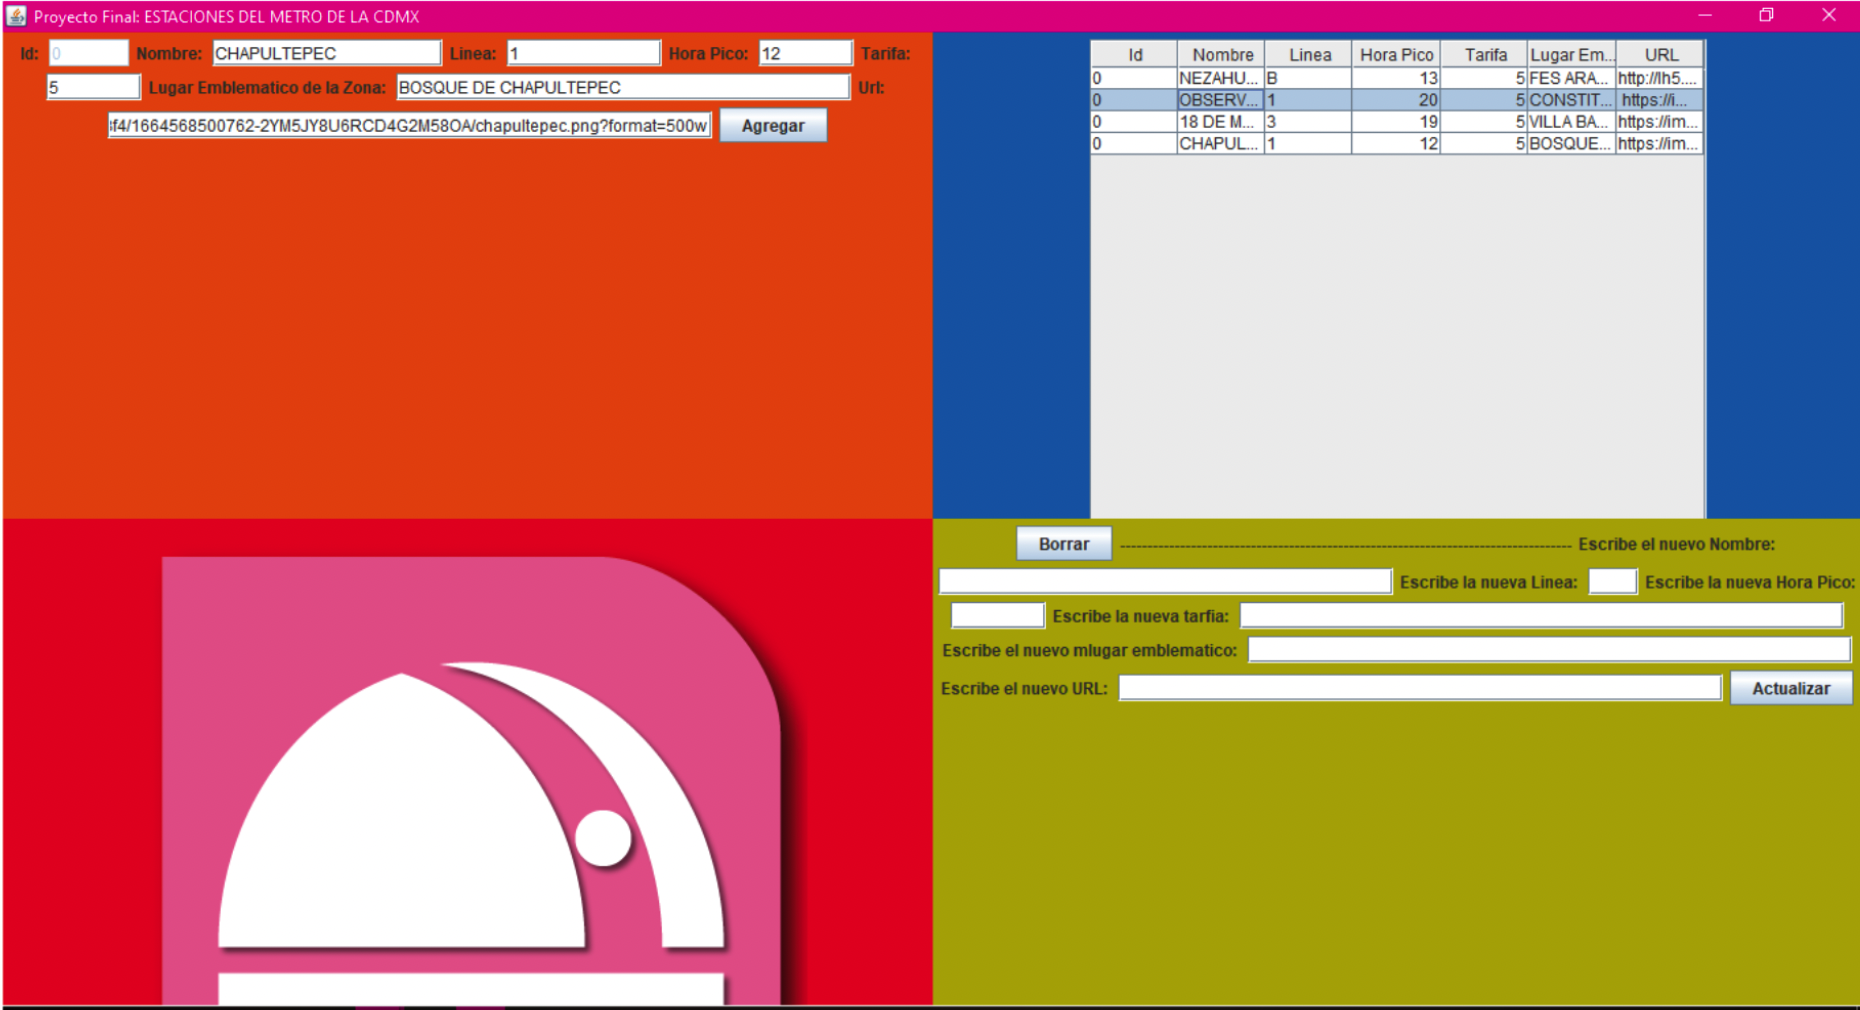 Proyecto Final: ESTACIONES DEL METRO DE LA CDMX
Id: 0 Nombre: CHAPULTEPEC Linea: 1 Hora Pico: 12 Tarifa:
5 Lugar Emblematico de la Zona: BOSQUE DE CHAPULTEPEC Url:
f4/1664568500762-2YM5JY8U6RCD4G2M58OA/chapultepec.png?format=500w Agregar
Id Nombre Linea Hora Pico Tarifa Lugar Em... URL
0 NEZAHU... B 13 5 FES ARA... http://lh5....
0 OBSERV... 1 20 5 CONSTIT... https://i...
0 18 DE M... 3 19 5 VILLA BA... https://im...
0 CHAPUL... 1 12 5 BOSQUE... https://im...
Borrar -------------------------------------------------------------------------------- Escribe el nuevo Nombre:
Escribe la nueva Linea: Escribe la nueva Hora Pico:
Escribe la nueva tarfia:
Escribe el nuevo mlugar emblematico:
Escribe el nuevo URL: Actualizar